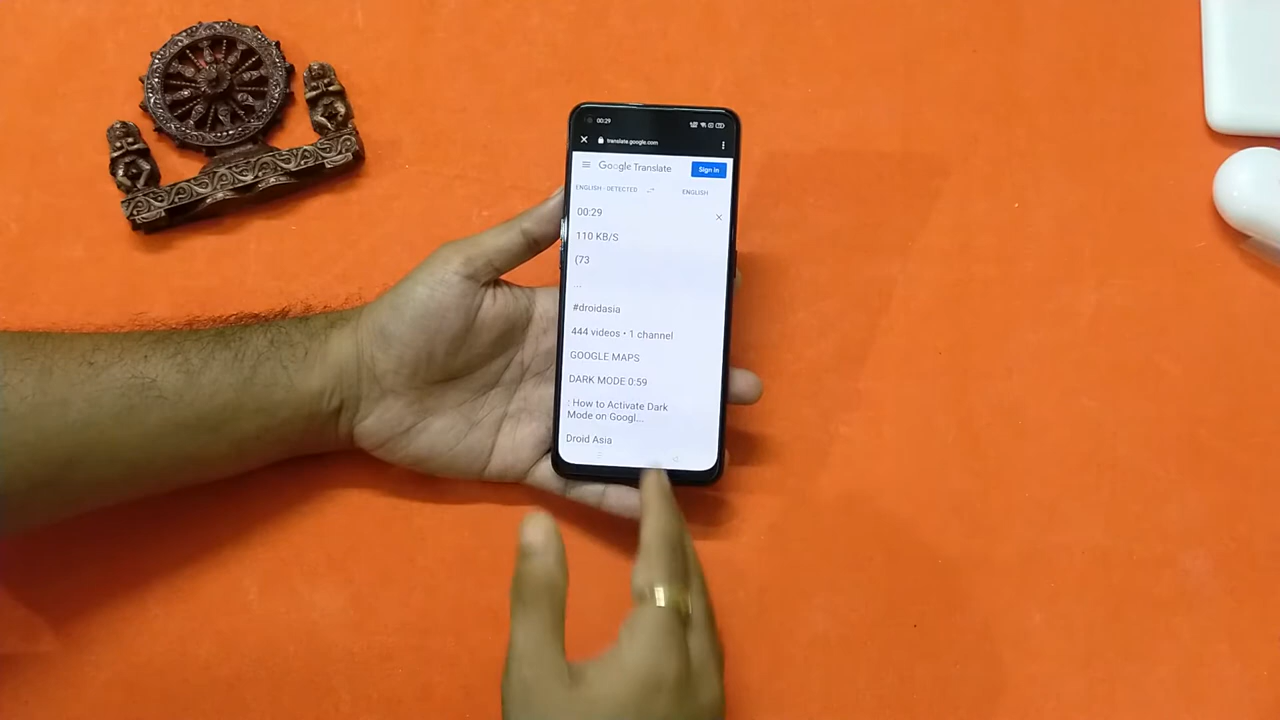 00:29
translate.google.com
Google Translate
Sign in
ENGLISH - DETECTED
ENGLISH
00:29
110 KB/S
(73
...
#droidasia
444 videos • 1 channel
GOOGLE MAPS
DARK MODE 0:59
: How to Activate Dark
Mode on Googl...
Droid Asia